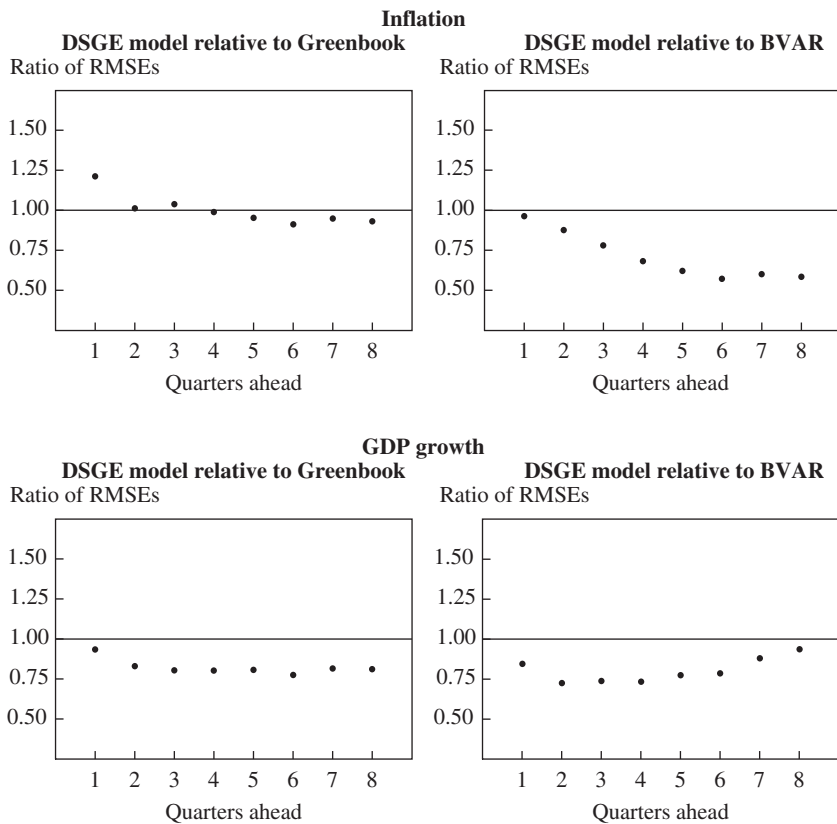 Inflation
DSGE model relative to Greenbook
Ratio of RMSEs
1.50
1.25
1.00
0.75
0.50
1 2 3 4 5 6 7 8
Quarters ahead
DSGE model relative to BVAR
Ratio of RMSEs
1.50
1.25
1.00
0.75
0.50
1 2 3 4 5 6 7 8
Quarters ahead
GDP growth
DSGE model relative to Greenbook
Ratio of RMSEs
1.50
1.25
1.00
0.75
0.50
1 2 3 4 5 6 7 8
Quarters ahead
DSGE model relative to BVAR
Ratio of RMSEs
1.50
1.25
1.00
0.75
0.50
1 2 3 4 5 6 7 8
Quarters ahead